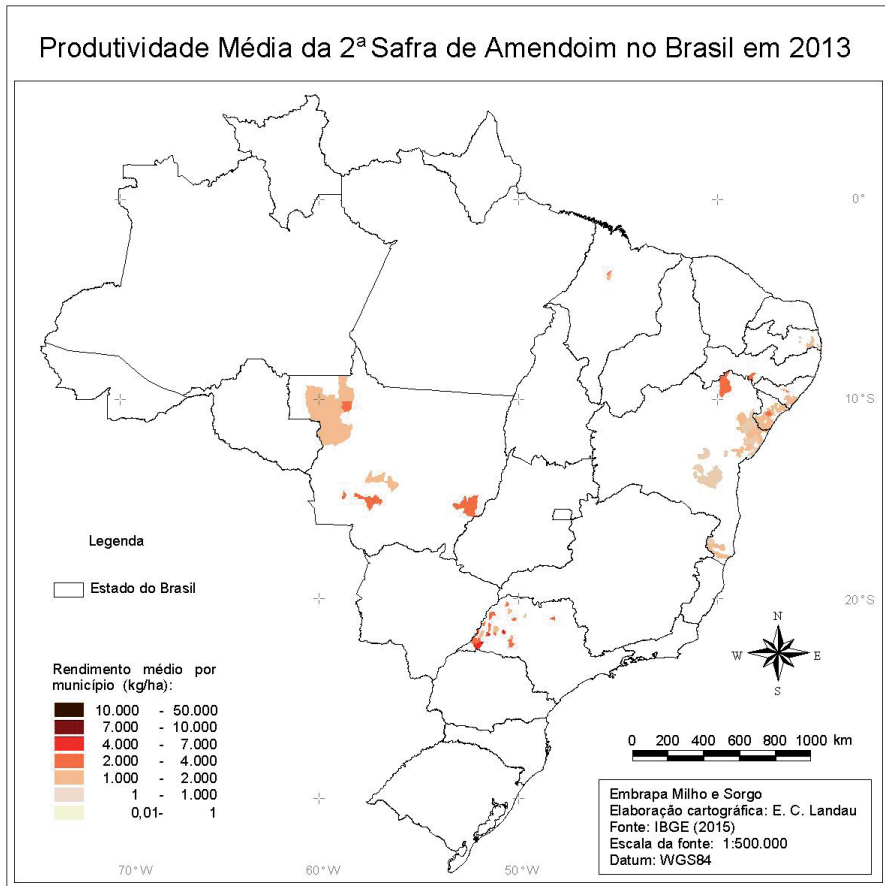 Produtividade Média da 2ª Safra de Amendoim no Brasil em 2013
0°
10°S
20°S
70°W
60°W
50°W
Legenda
Estado do Brasil
Rendimento médio por
município (kg/ha):
10.000 - 50.000
7.000 - 10.000
4.000 - 7.000
2.000 - 4.000
1.000 - 2.000
1 - 1.000
0,01- 1
N
W E
S
0 200 400 600 800 1000 km
Embrapa Milho e Sorgo
Elaboração cartográfica: E. C. Landau
Fonte: IBGE (2015)
Escala da fonte: 1:500.000
Datum: WGS84